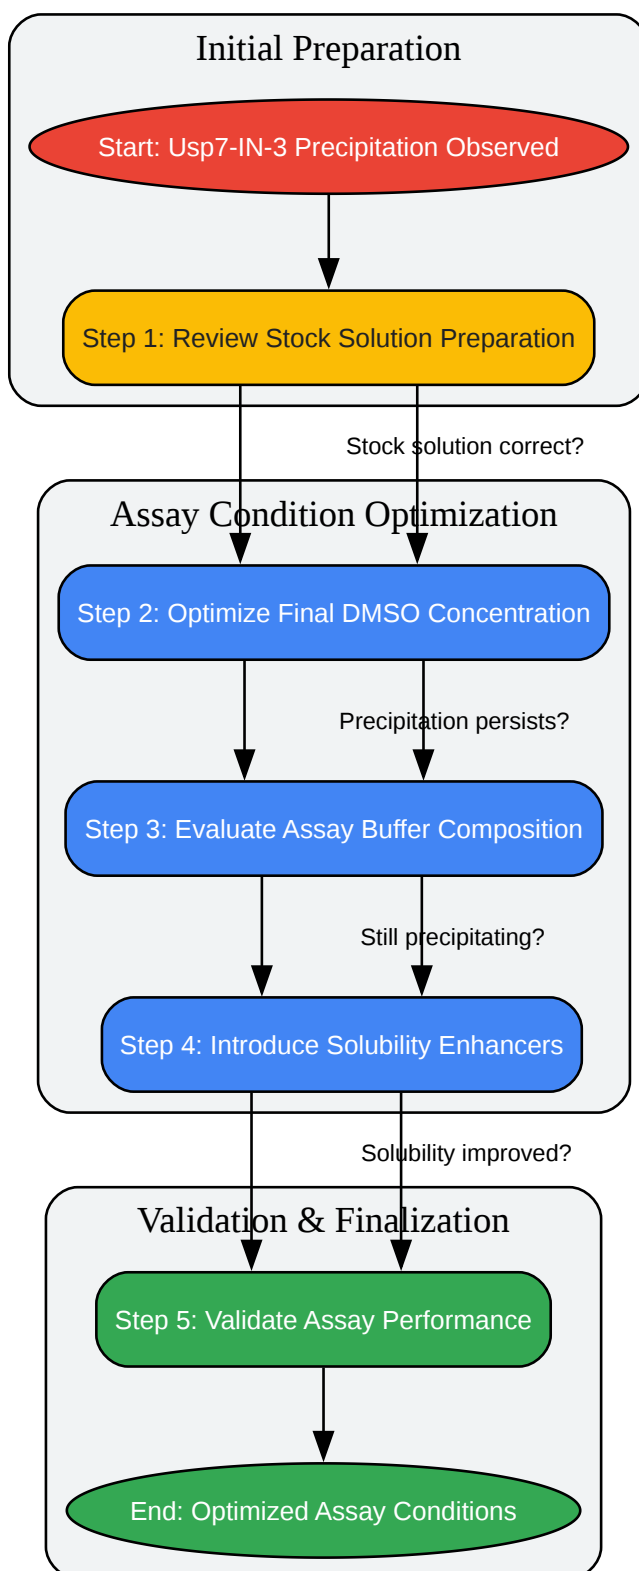 Initial Preparation
Start: Usp7-IN-3 Precipitation Observed
Step 1: Review Stock Solution Preparation
Stock solution correct?
Assay Condition Optimization
Step 2: Optimize Final DMSO Concentration
Precipitation persists?
Step 3: Evaluate Assay Buffer Composition
Still precipitating?
Step 4: Introduce Solubility Enhancers
Solubility improved?
Validation & Finalization
Step 5: Validate Assay Performance
End: Optimized Assay Conditions